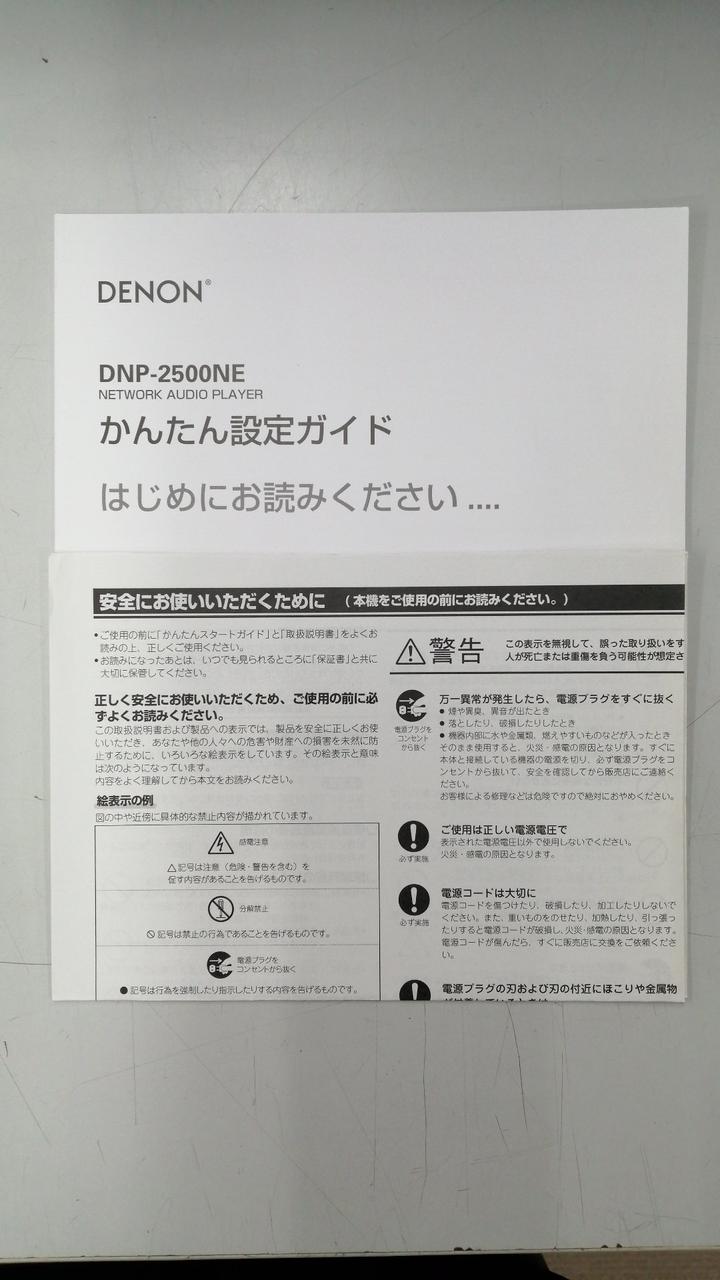 DENON®
DNP-2500NE
NETWORK AUDIO PLAYER
かんたん設定ガイド
はじめにお読みください ....
安全にお使いいただくために （本機をご使用の前にお読みください。）
•ご使用の前に「かんたんスタートガイド」と「取扱説明書」をよくお
読みの上、正しくご使用ください。
•お読みになったあとは、いつでも見られるところに「保証書」と共に
大切に保管してください。
正しく安全にお使いいただくため、ご使用の前に必
ずよくお読みください。
この取扱説明書および製品への表示では、製品を安全に正しくお使
いいただき、あなたや他の人々への危害や財産への損害を未然に防
止するために、いろいろな絵表示をしています。その絵表示と意味
は次のようになっています。
内容をよく理解してから本文をお読みください。
絵表示の例
図の中や近傍に具体的な禁止内容が描かれています。
感電注意
△記号は注意（危険・警告を含む）を
促す内容があることを告げるものです。
分解禁止
記号は禁止の行為であることを告げるものです。
電源プラグを
コンセントから抜く
●記号は行為を強制したり指示したりする内容を告げるものです。
警告
この表示を無視して、誤った取り扱いをす
人が死亡または重傷を負う可能性が想定さ
電源プラグを
コンセント
から抜く
万一異常が発生したら、電源プラグをすぐに抜く
● 煙や異臭、異音が出たとき
● 落としたり、破損したりしたとき
● 機器内部に水や金属類、燃えやすいものなどが入ったとき
そのまま使用すると、火災・感電の原因となります。すぐに
本体と接続している機器の電源を切り、必ず電源プラグをコ
ンセントから抜いて、安全を確認してから販売店にご連絡く
ださい。
お客様による修理などは危険ですので絶対におやめください。
必ず実施
ご使用は正しい電源電圧で
表示された電源電圧以外で使用しないでください。
火災・感電の原因となります。
必ず実施
電源コードは大切に
電源コードを傷つけたり、破損したり、加工したりしないで
ください。また、重いものをのせたり、加熱したり、引っ張っ
たりすると電源コードが破損し、火災・感電の原因となります。
電源コードが傷んだら、すぐに販売店に交換をご依頼くださ
い。
電源プラグの刃および刃の付近にほこりや金属物